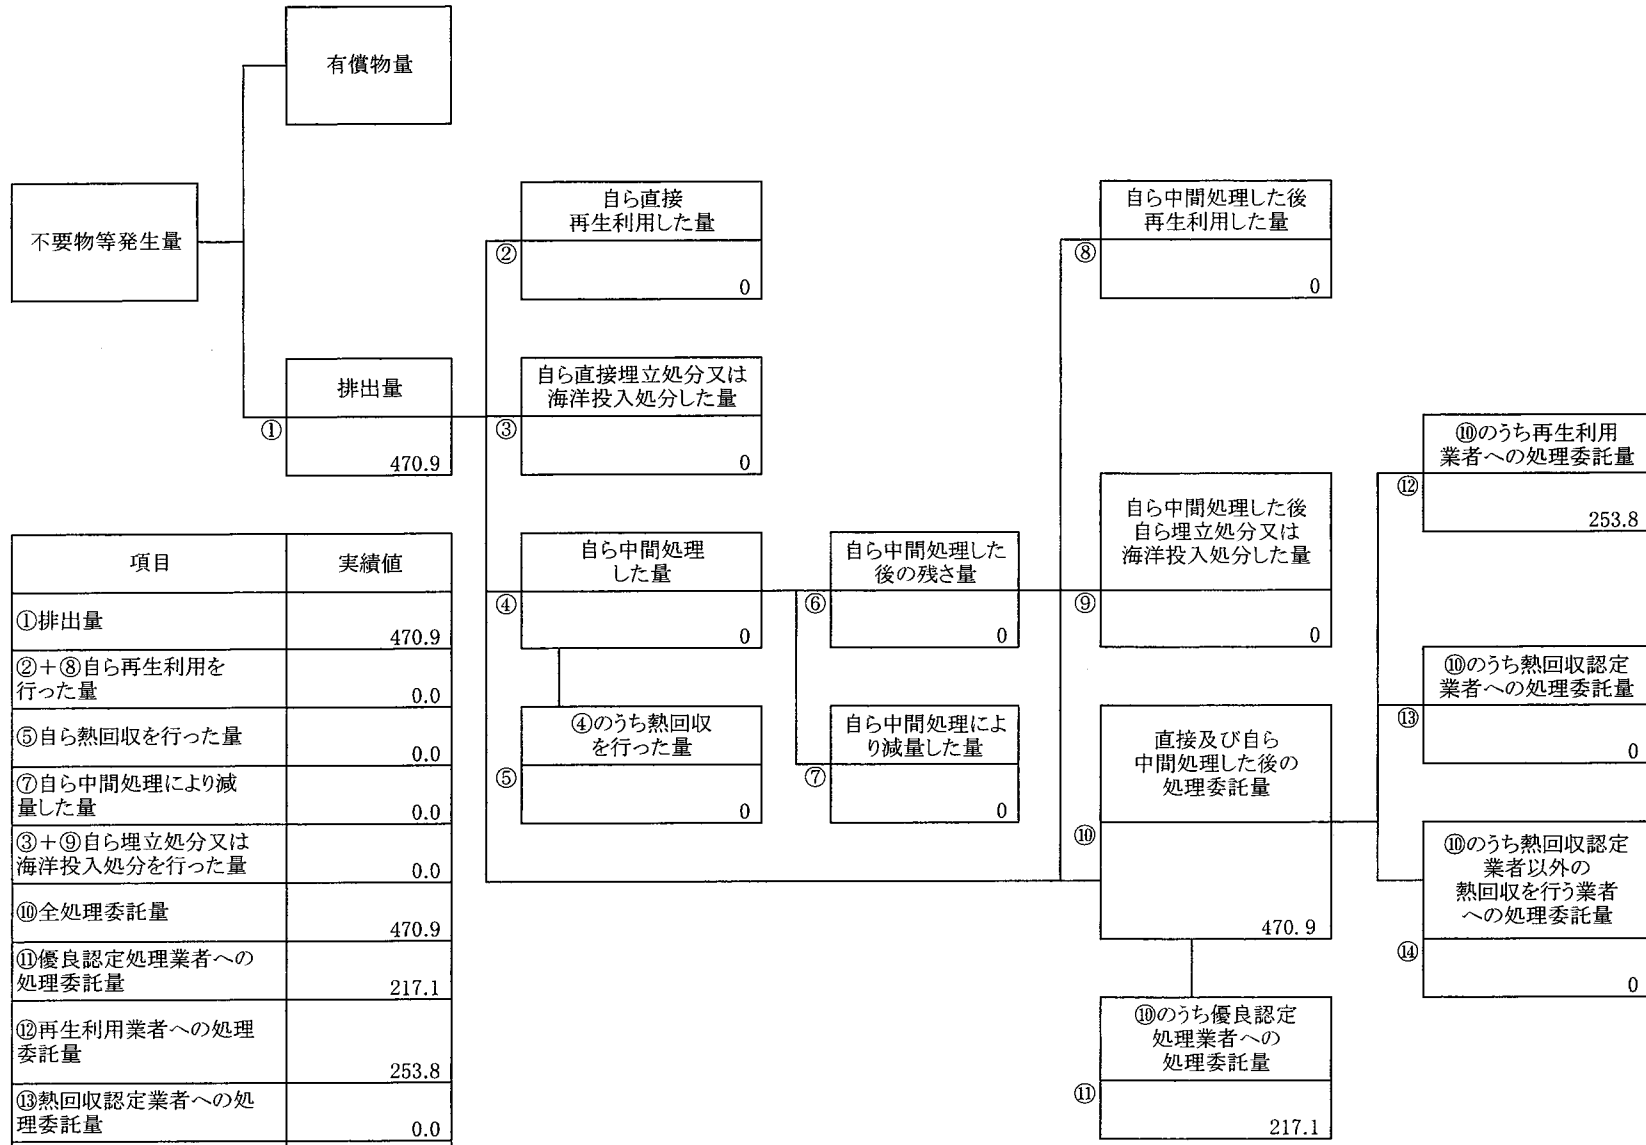 有償物量
不要物等発生量
自ら直接
再生利用した量
②
0
自ら中間処理した後
再生利用した量
⑧
0
排出量
①
470.9
自ら直接埋立処分又は
海洋投入処分した量
③
0
⑩のうち再生利用
業者への処理委託量
⑫
253.8
自ら中間処理
した量
④
0
自ら中間処理した
後の残さ量
⑥
0
自ら中間処理した後
自ら埋立処分又は
海洋投入処分した量
⑨
0
⑩のうち熱回収認定
業者への処理委託量
⑬
0
④のうち熱回収
を行った量
⑤
0
自ら中間処理によ
り減量した量
⑦
0
直接及び自ら
中間処理した後の
処理委託量
⑩
470.9
⑩のうち熱回収認定
業者以外の
熱回収を行う業者
への処理委託量
⑭
0
⑩のうち優良認定
処理業者への
処理委託量
⑪
217.1
項目 実績値
①排出量
470.9
②+⑧自ら再生利用を
行った量 0.0
⑤自ら熱回収を行った量
0.0
⑦自ら中間処理により減
量した量 0.0
③+⑨自ら埋立処分又は
海洋投入処分を行った量 0.0
⑩全処理委託量
470.9
⑪優良認定処理業者への
処理委託量 217.1
⑫再生利用業者への処理
委託量
253.8
⑬熱回収認定業者への処
理委託量 0.0